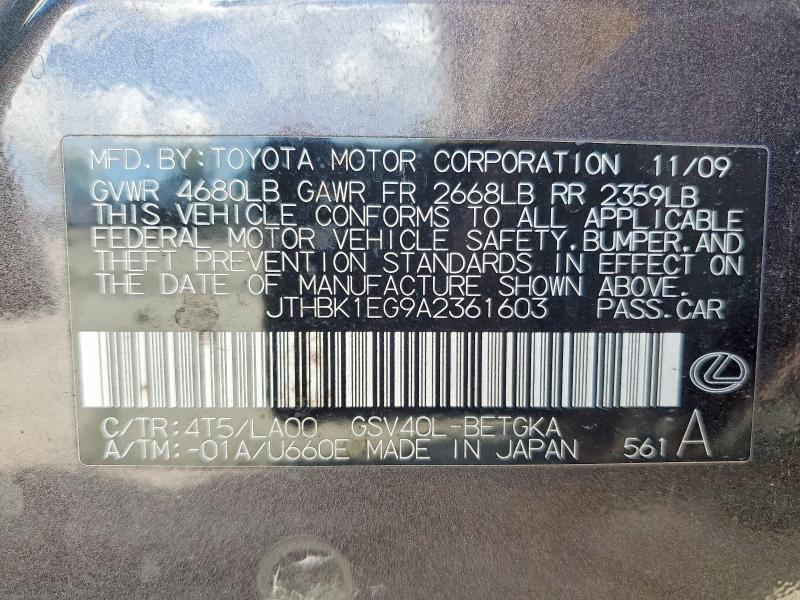 MFD. BY: TOYOTA MOTOR CORPORATION 11/09
GVWR 4680LB GAWR FR 2668LB RR 2359LB
THIS VEHICLE CONFORMS TO ALL APPLICABLE
FEDERAL MOTOR VEHICLE SAFETY, BUMPER, AND
THEFT PREVENTION STANDARDS IN EFFECT ON
THE DATE OF MANUFACTURE SHOWN ABOVE.
JTHBK1EG9A2361603 PASS. CAR
C/TR: 4T5/LA00 GSV40L-BETGKA
A/TM: -01A/U660E MADE IN JAPAN 561 A